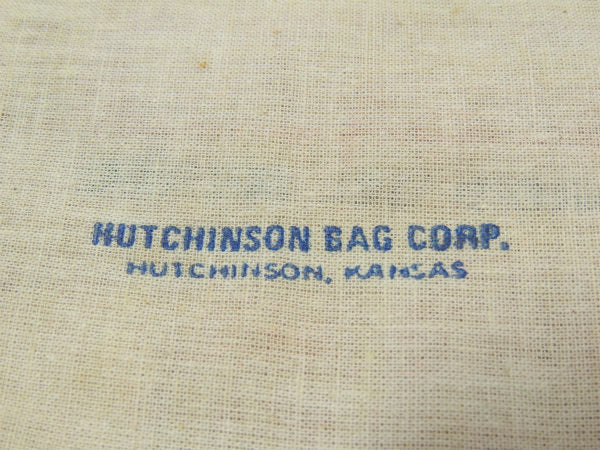 HUTCHINSON BAG CORP.
HUTCHINSON, KANSAS